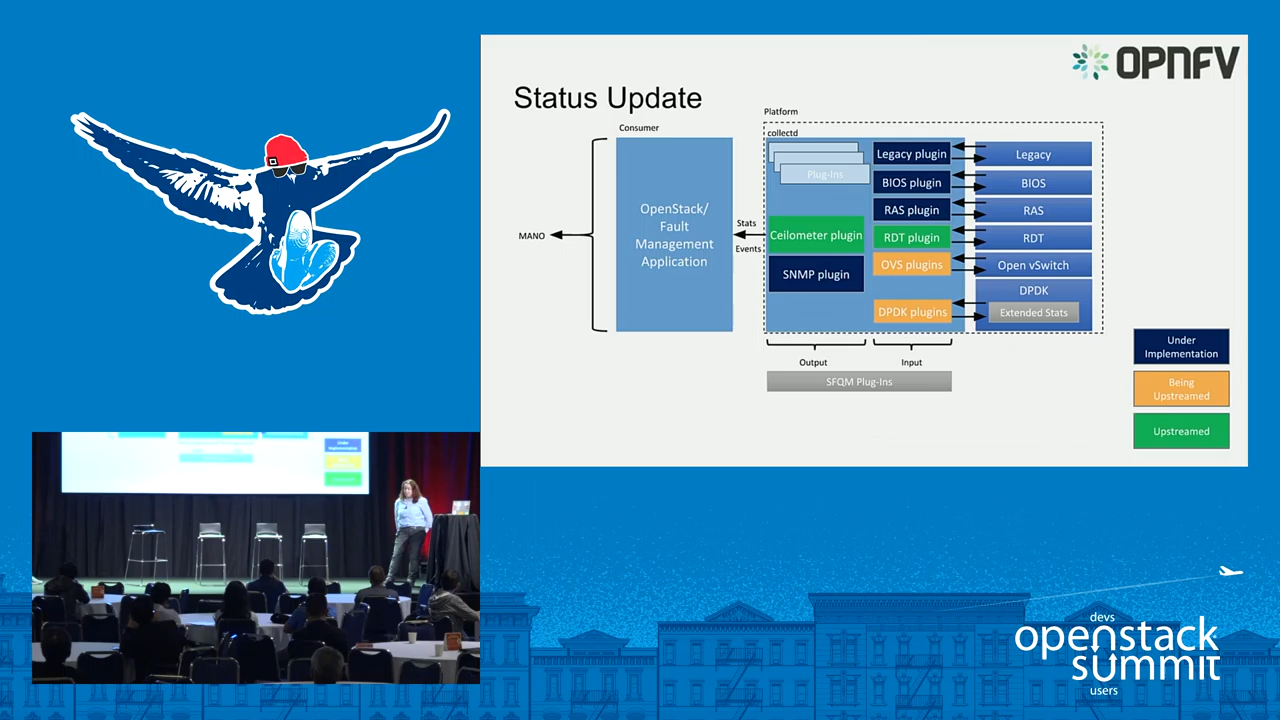 OPNFV
Status Update
Platform
Consumer
collectd
Plug-Ins
Legacy plugin
Legacy
BIOS plugin
BIOS
RAS plugin
RAS
Ceilometer plugin
RDT plugin
RDT
OVS plugins
Open vSwitch
SNMP plugin
DPDK
DPDK plugins
Extended Stats
MANO
OpenStack/
Fault
Management
Application
Stats
Events
Output
Input
SFQM Plug-Ins
Under
Implementation
Being
Upstreamed
Upstreamed
devs
openstack
summit
users